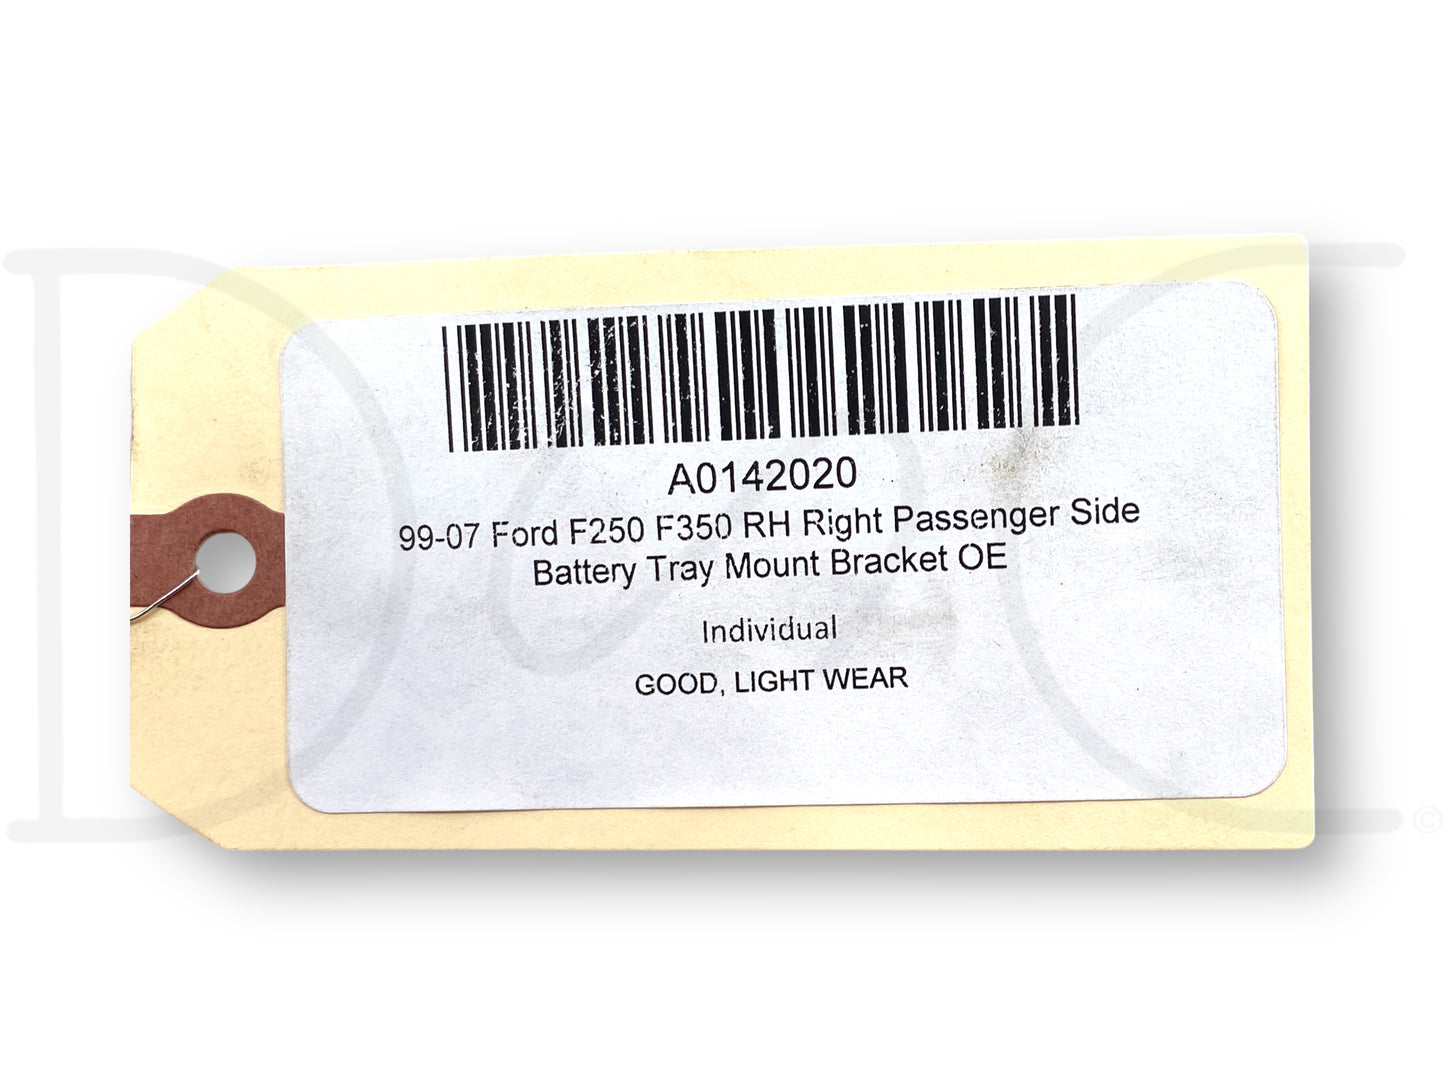 A0142020
99-07 Ford F250 F350 RH Right Passenger Side
Battery Tray Mount Bracket OE
Individual
GOOD, LIGHT WEAR
©